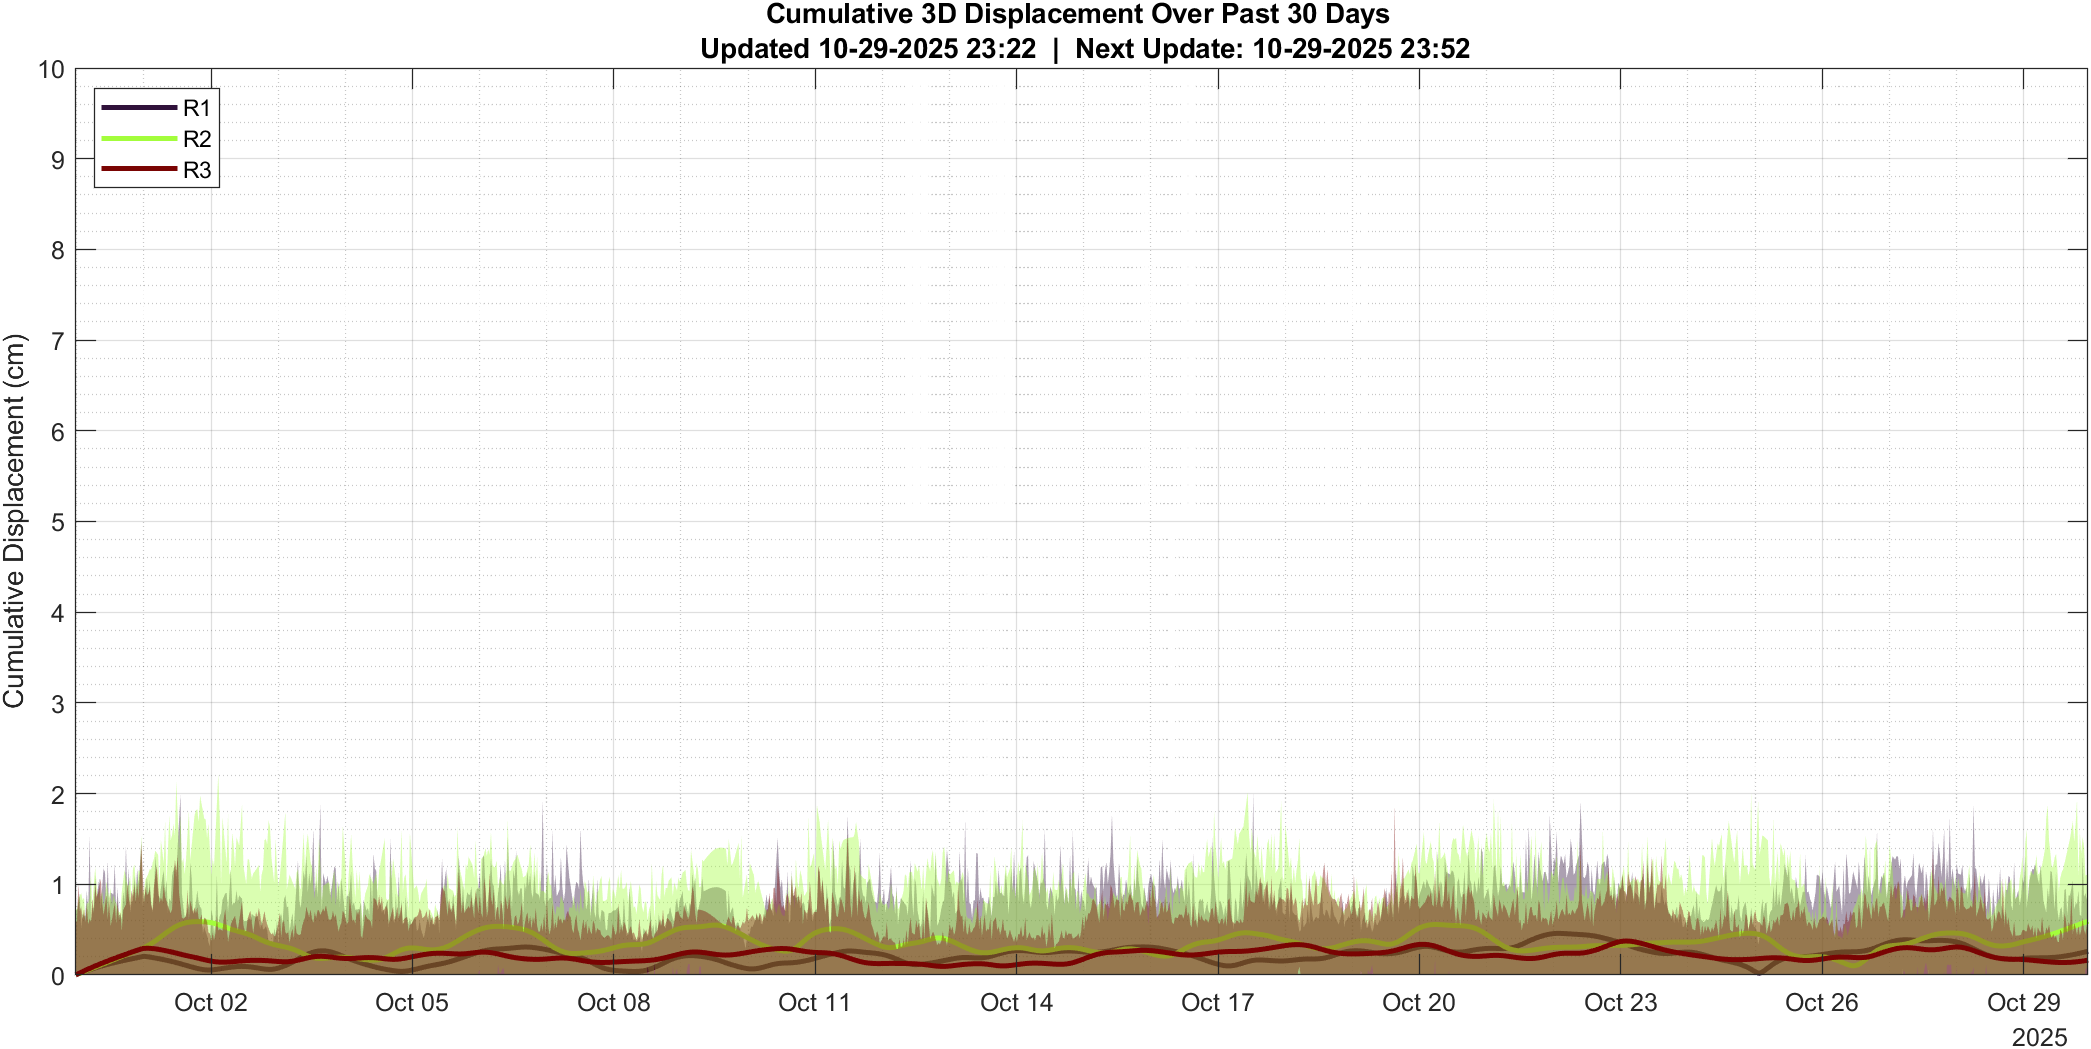 Cumulative 3D Displacement Over Past 30 Days
Updated 10-29-2025 23:22 | Next Update: 10-29-2025 23:52
R1
R2
R3
Cumulative Displacement (cm)
10
9
8
7
6
5
4
3
2
1
0
Oct 02 Oct 05 Oct 08 Oct 11 Oct 14 Oct 17 Oct 20 Oct 23 Oct 26 Oct 29
2025